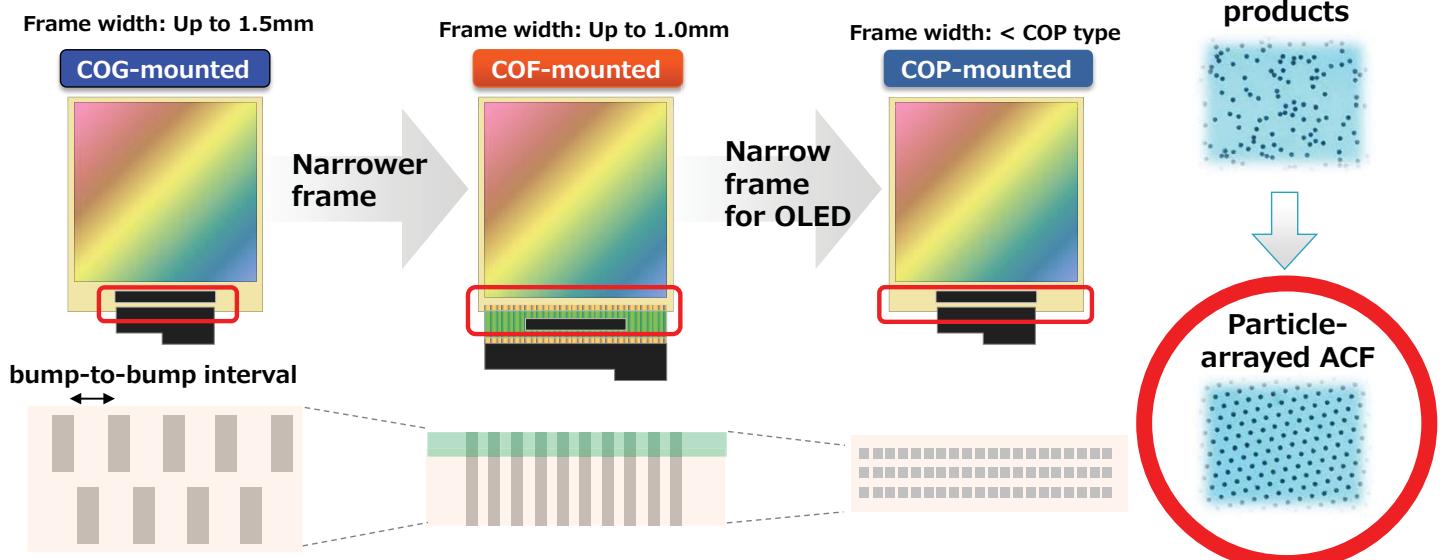 Frame width: Up to 1.5mm
COG-mounted
Narrower
frame
bump-to-bump interval
Frame width: Up to 1.0mm
COF-mounted
Narrow
frame
for OLED
Frame width: < COP type
COP-mounted
products
Particle-
arrayed ACF